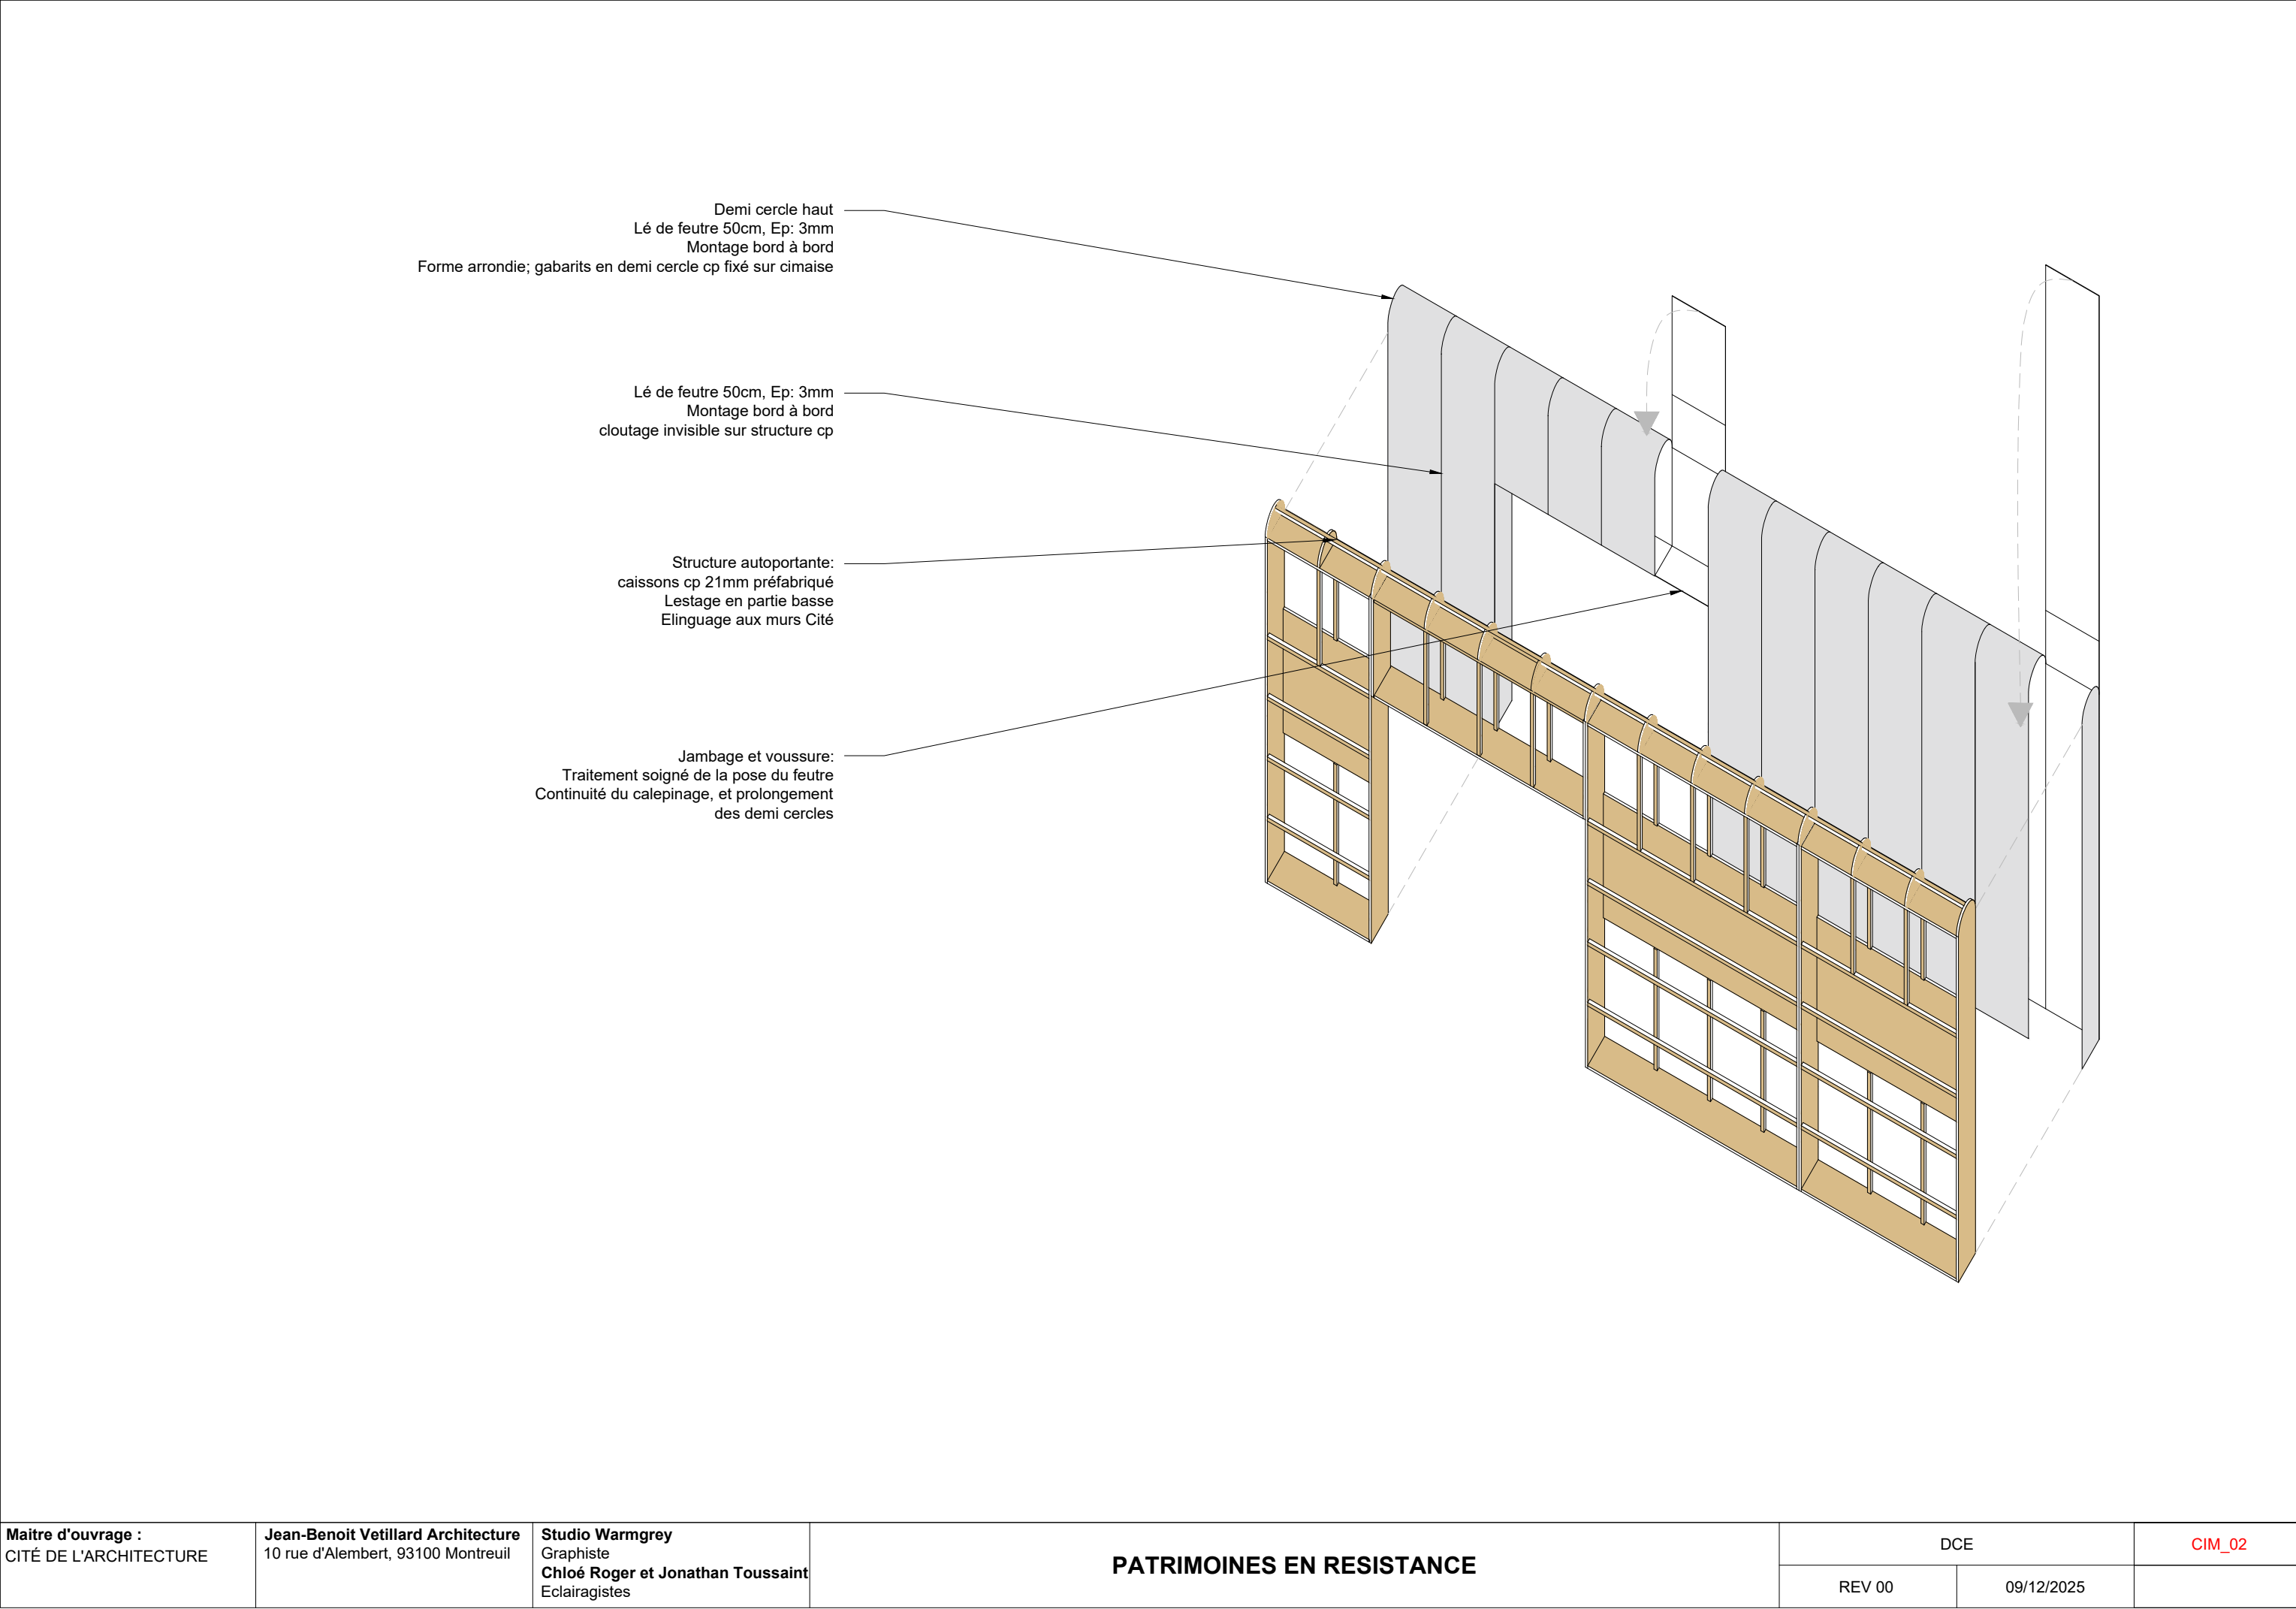 Demi cercle haut
Lé de feutre 50cm, Ep: 3mm
Montage bord à bord
Forme arrondie; gabarits en demi cercle cp fixé sur cimaise
Lé de feutre 50cm, Ep: 3mm
Montage bord à bord
cloutage invisible sur structure cp
Structure autoportante:
caissons cp 21mm préfabriqué
Lestage en partie basse
Elinguage aux murs Cité
Jambage et voussure:
Traitement soigné de la pose du feutre
Continuité du calepinage, et prolongement
des demi cercles
Maitre d'ouvrage :
CITÉ DE L'ARCHITECTURE
Jean-Benoit Vetillard Architecture
10 rue d'Alembert, 93100 Montreuil
Studio Warmgrey
Graphiste
Chloé Roger et Jonathan Toussaint
Eclairagistes
PATRIMOINES EN RESISTANCE
DCE
REV 00
09/12/2025
CIM_02